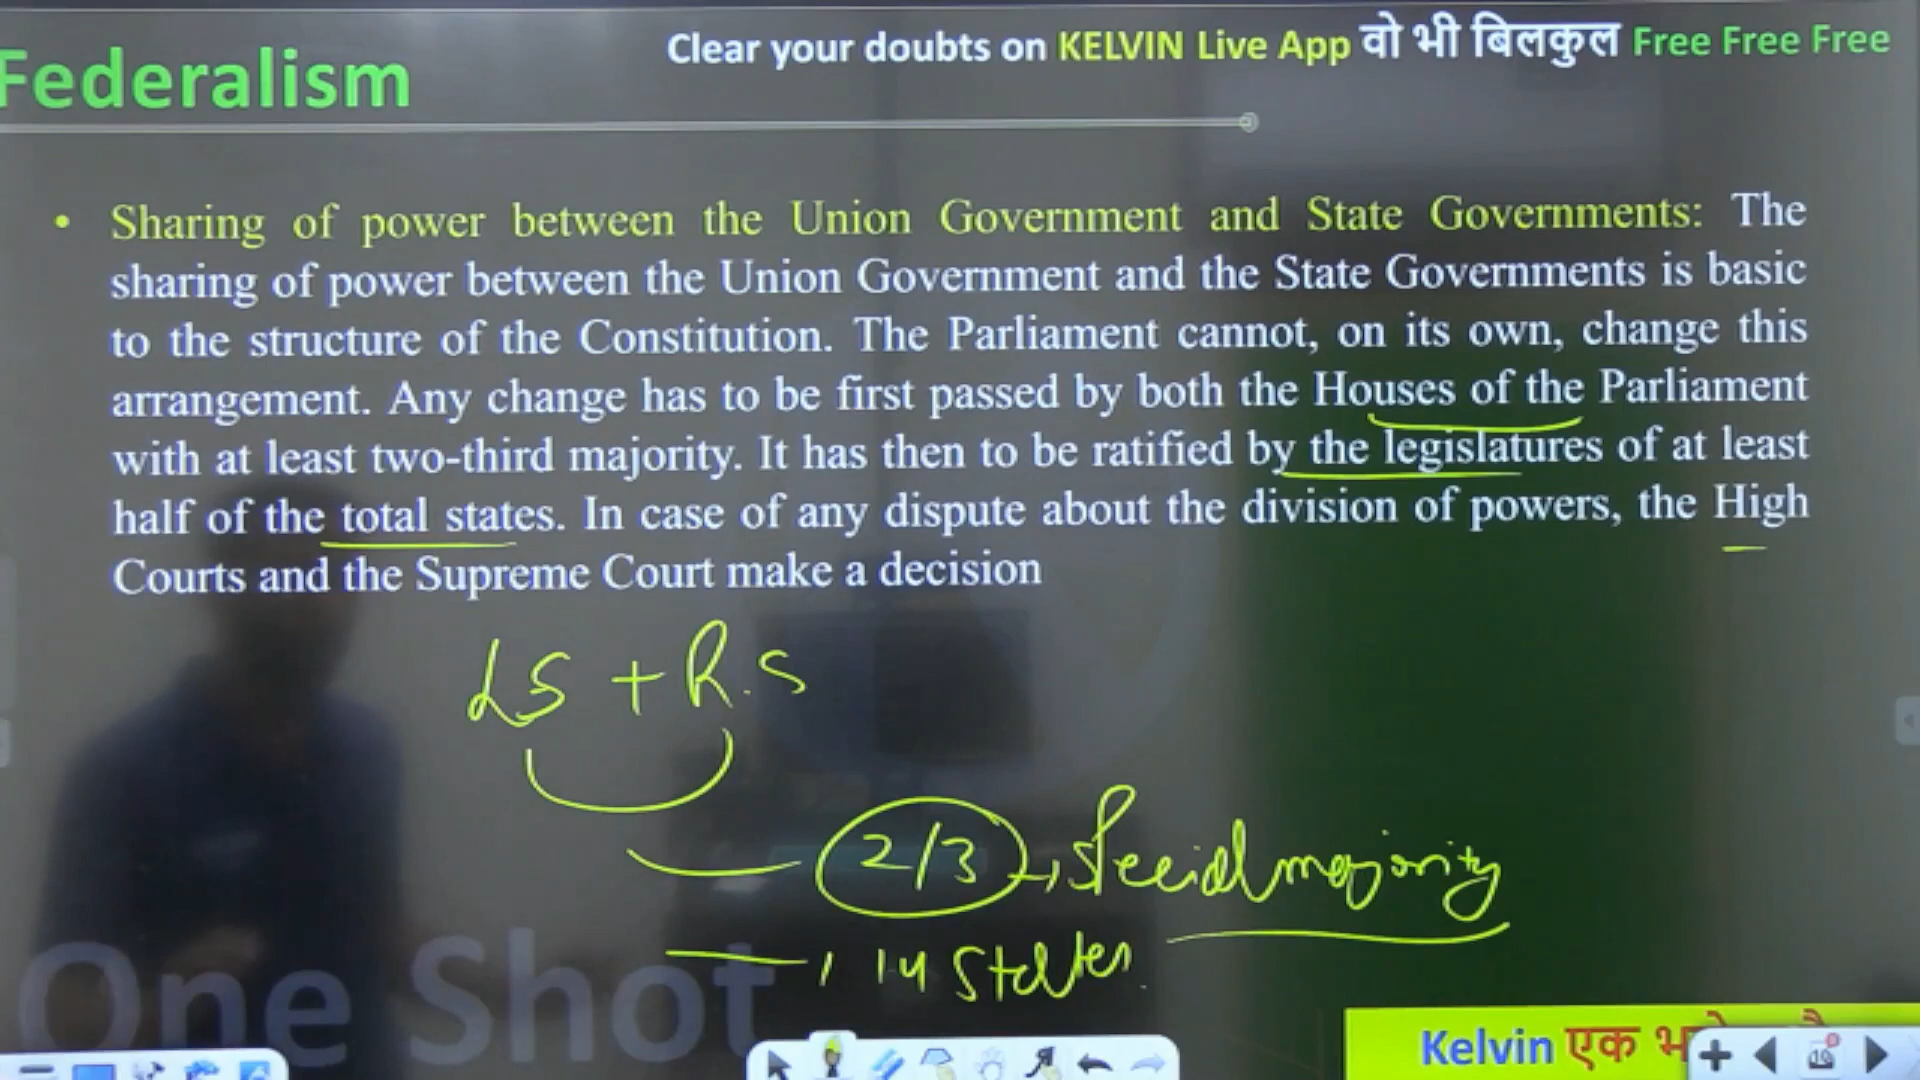 Clear your doubts on KELVIN Live App वो भी बिलकुल Free Free Free
Federalism
• Sharing of power between the Union Government and State Governments: The
sharing of power between the Union Government and the State Governments is basic
to the structure of the Constitution. The Parliament cannot, on its own, change this
arrangement. Any change has to be first passed by both the Houses of the Parliament
with at least two-third majority. It has then to be ratified by the legislatures of at least
half of the total states. In case of any dispute about the division of powers, the High
Courts and the Supreme Court make a decision
LS + R.S
2/3 Special majority
14 States
One Shot
Kelvin एक
10